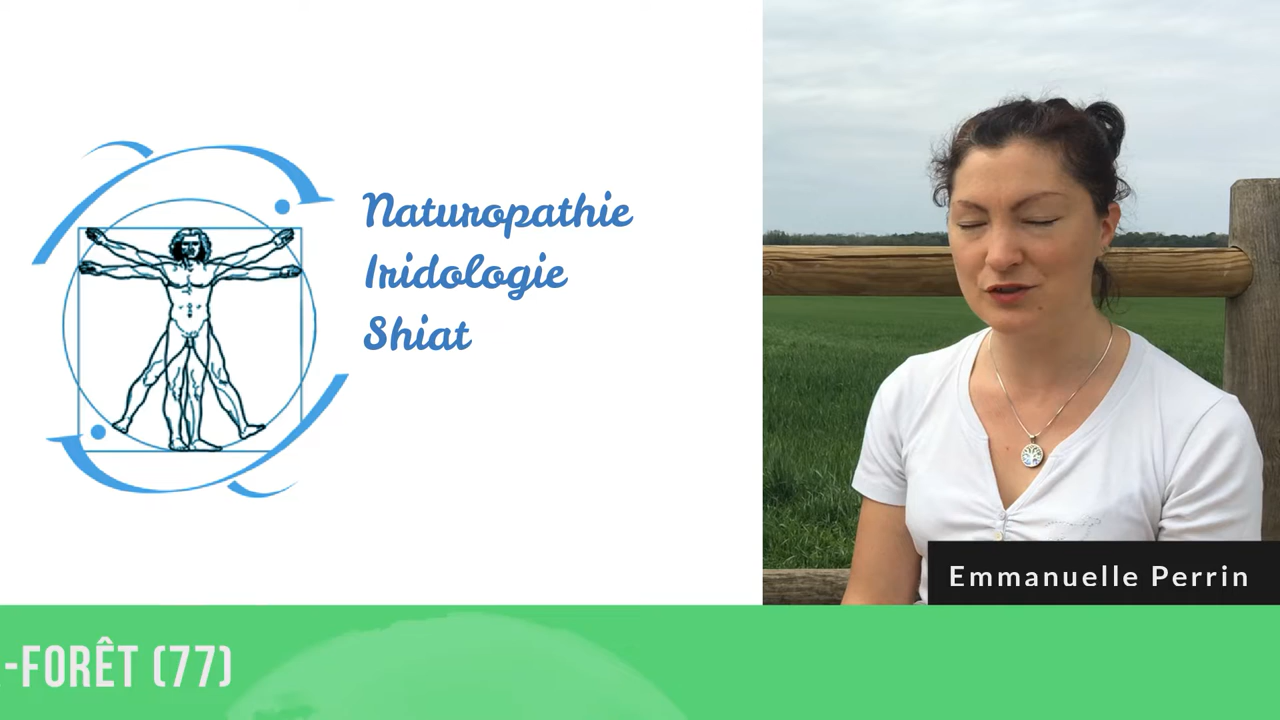 Naturopathie
Iridologie
Shiat
Emmanuelle Perrin
-FORÊT (77)